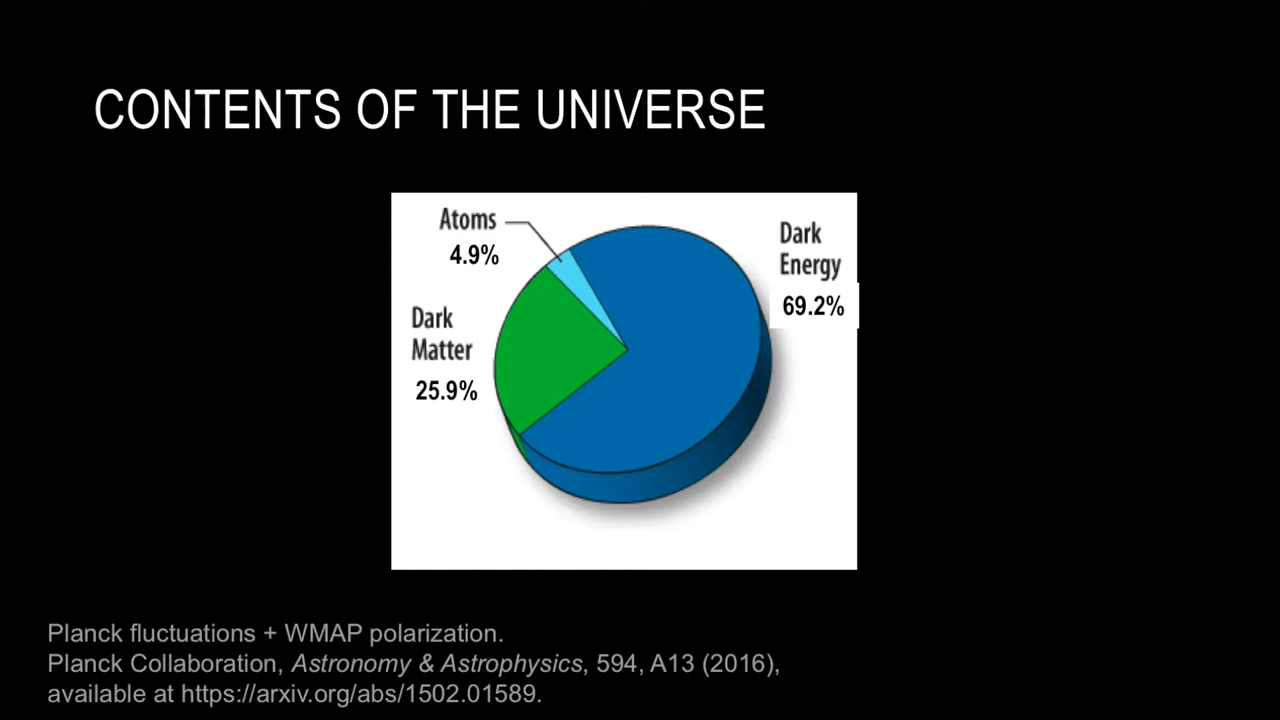 CONTENTS OF THE UNIVERSE
Atoms
4.9%
Dark
Energy
69.2%
Dark
Matter
25.9%
Planck fluctuations + WMAP polarization.
Planck Collaboration, Astronomy & Astrophysics, 594, A13 (2016),
available at https://arxiv.org/abs/1502.01589.